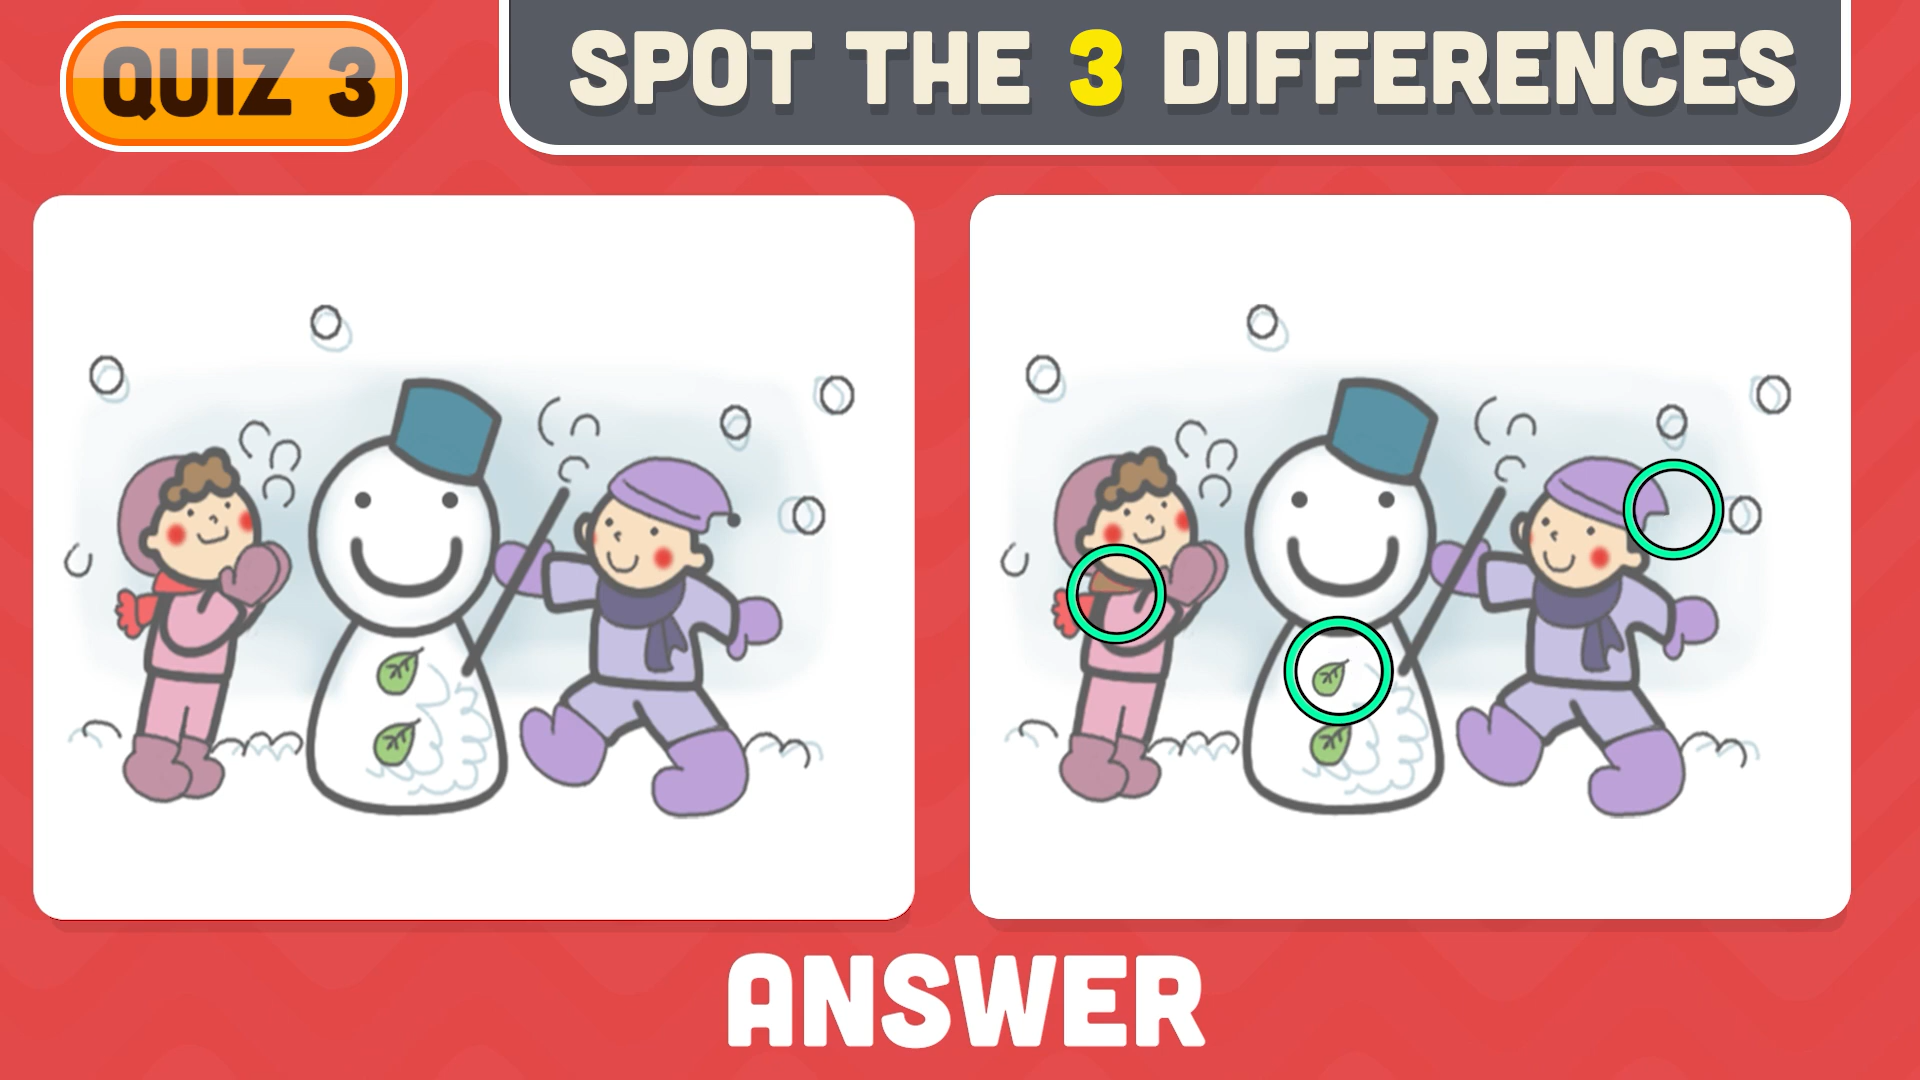 QUIZ 3
SPOT THE 3 DIFFERENCES
ANSWER